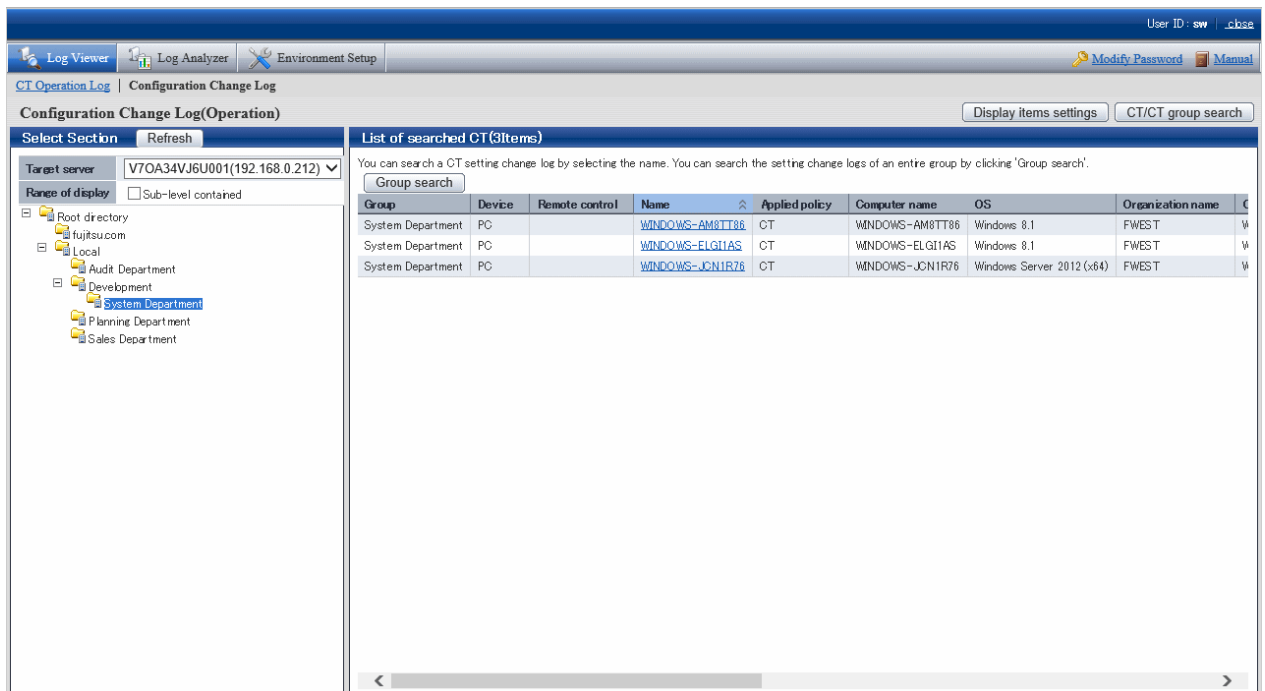 User ID : sw | close
Log Viewer Log Analyzer Environment Setup Modify Password Manual
CT Operation Log | Configuration Change Log
Configuration Change Log(Operation) Display items settings CT/CT group search
Select Section Refresh
Target server V7OA34VJ6U001(192.168.0.212)
Range of display Sub-level contained
Root directory
fujitsu.com
Local
Audit Department
Development
System Department
Planning Department
Sales Department
List of searched CT(3Items)
You can search a CT setting change log by selecting the name. You can search the setting change logs of an entire group by clicking 'Group search'.
Group search
Group Device Remote control Name Applied policy Computer name OS Organization name
System Department PC WINDOWS-AM8TT86 CT WINDOWS-AM8TT86 Windows 8.1 FWEST
System Department PC WINDOWS-ELGI1AS CT WINDOWS-ELGI1AS Windows 8.1 FWEST
System Department PC WINDOWS-JCN1R76 CT WINDOWS-JCN1R76 Windows Server 2012 (x64) FWEST